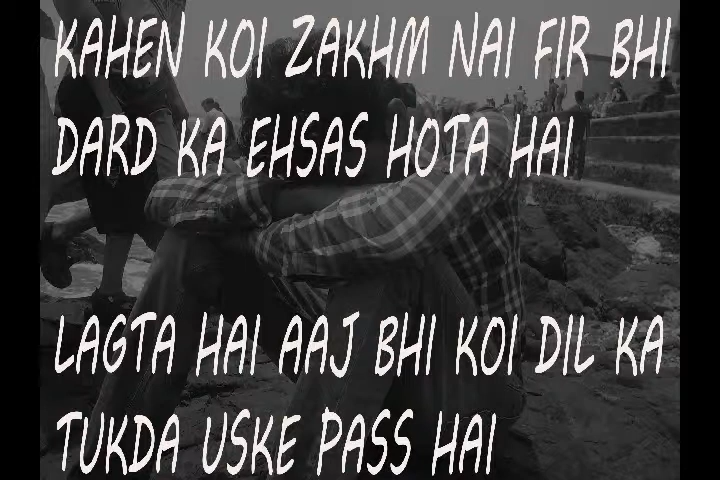 KAHEN KOI ZAKHM NAI FIR BHI
DARD KA EHSAS HOTA HAI
LAGTA HAI AAJ BHI KOI DIL KA
TUKDA USKE PASS HAI